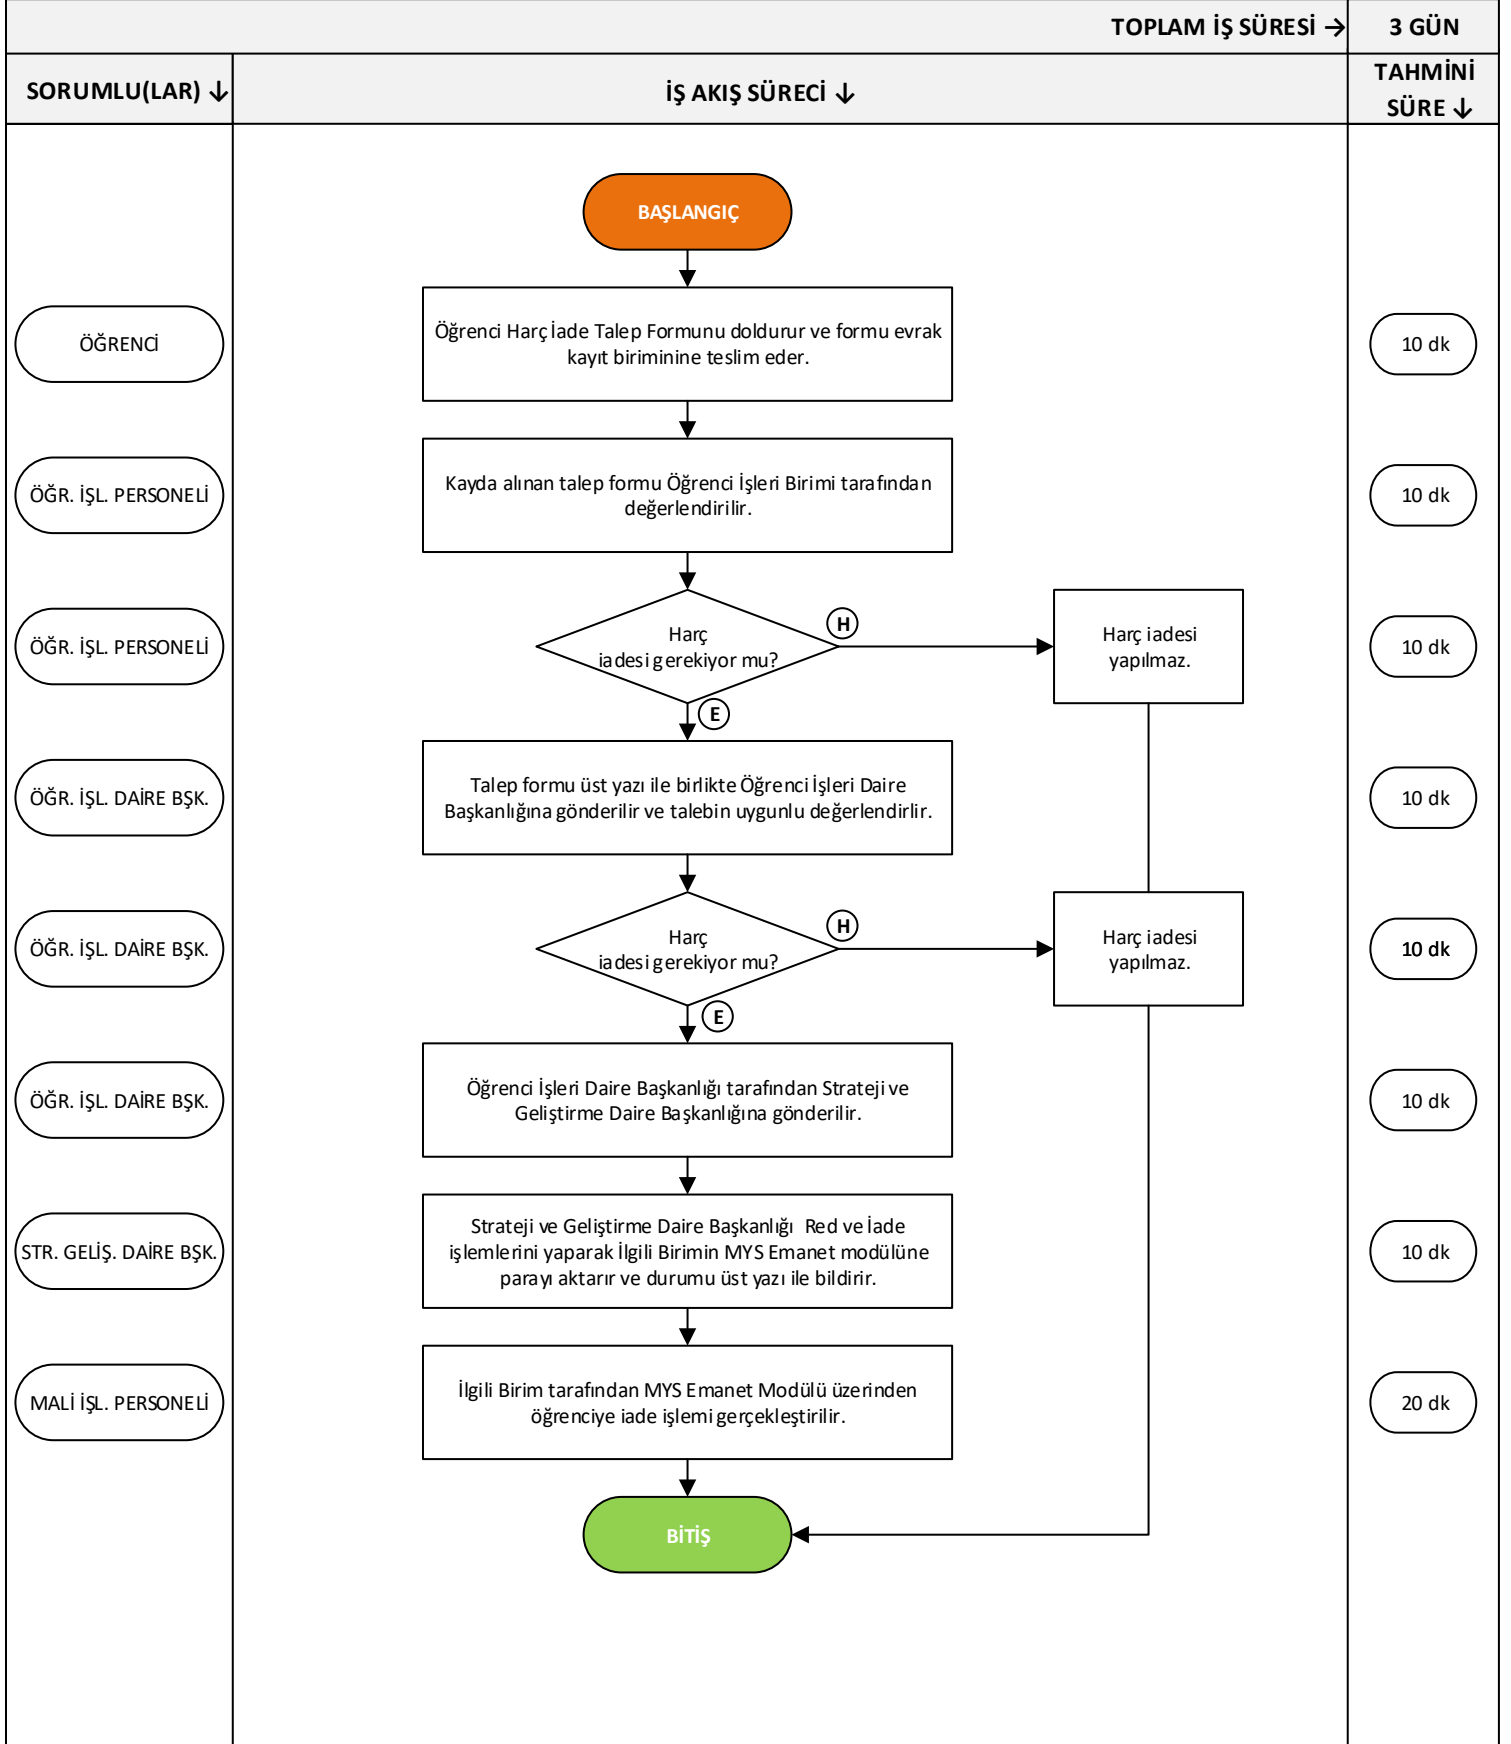 TOPLAM İŞ SÜRESİ →
3 GÜN
SORUMLU(LAR) ↓
İŞ AKIŞ SÜRECİ ↓
TAHMİNİ
SÜRE ↓
BAŞLANGIÇ
ÖĞRENCİ
Öğrenci Harç İade Talep Formunu doldurur ve formu evrak
kayıt biriminine teslim eder.
10 dk
ÖĞR. İŞL. PERSONELİ
Kayda alınan talep formu Öğrenci İşleri Birimi tarafından
değerlendirilir.
10 dk
ÖĞR. İŞL. PERSONELİ
Harç
iadesi gerekiyor mu?
H
Harç iadesi
yapılmaz.
10 dk
E
ÖĞR. İŞL. DAİRE BŞK.
Talep formu üst yazı ile birlikte Öğrenci İşleri Daire
Başkanlığına gönderilir ve talebin uygunlu değerlendirlir.
10 dk
ÖĞR. İŞL. DAİRE BŞK.
Harç
iadesi gerekiyor mu?
H
Harç iadesi
yapılmaz.
10 dk
E
ÖĞR. İŞL. DAİRE BŞK.
Öğrenci İşleri Daire Başkanlığı tarafından Strateji ve
Geliştirme Daire Başkanlığına gönderilir.
10 dk
STR. GELİŞ. DAİRE BŞK.
Strateji ve Geliştirme Daire Başkanlığı Red ve İade
işlemlerini yaparak İlgili Birimin MYS Emanet modülüne
parayı aktarır ve durumu üst yazı ile bildirir.
10 dk
MALİ İŞL. PERSONELİ
İlgili Birim tarafından MYS Emanet Modülü üzerinden
öğrenciye iade işlemi gerçekleştirilir.
20 dk
BİTİŞ